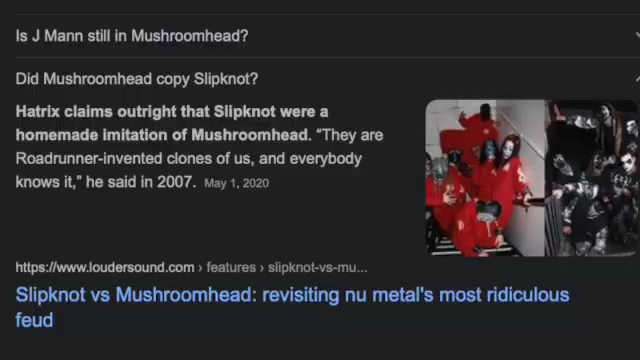 Is J Mann still in Mushroomhead?
Did Mushroomhead copy Slipknot?
Hatrix claims outright that Slipknot were a
homemade imitation of Mushroomhead. “They are
Roadrunner-invented clones of us, and everybody
knows it,” he said in 2007. May 1, 2020
https://www.loudersound.com › features › slipknot-vs-mu...
Slipknot vs Mushroomhead: revisiting nu metal's most ridiculous
feud